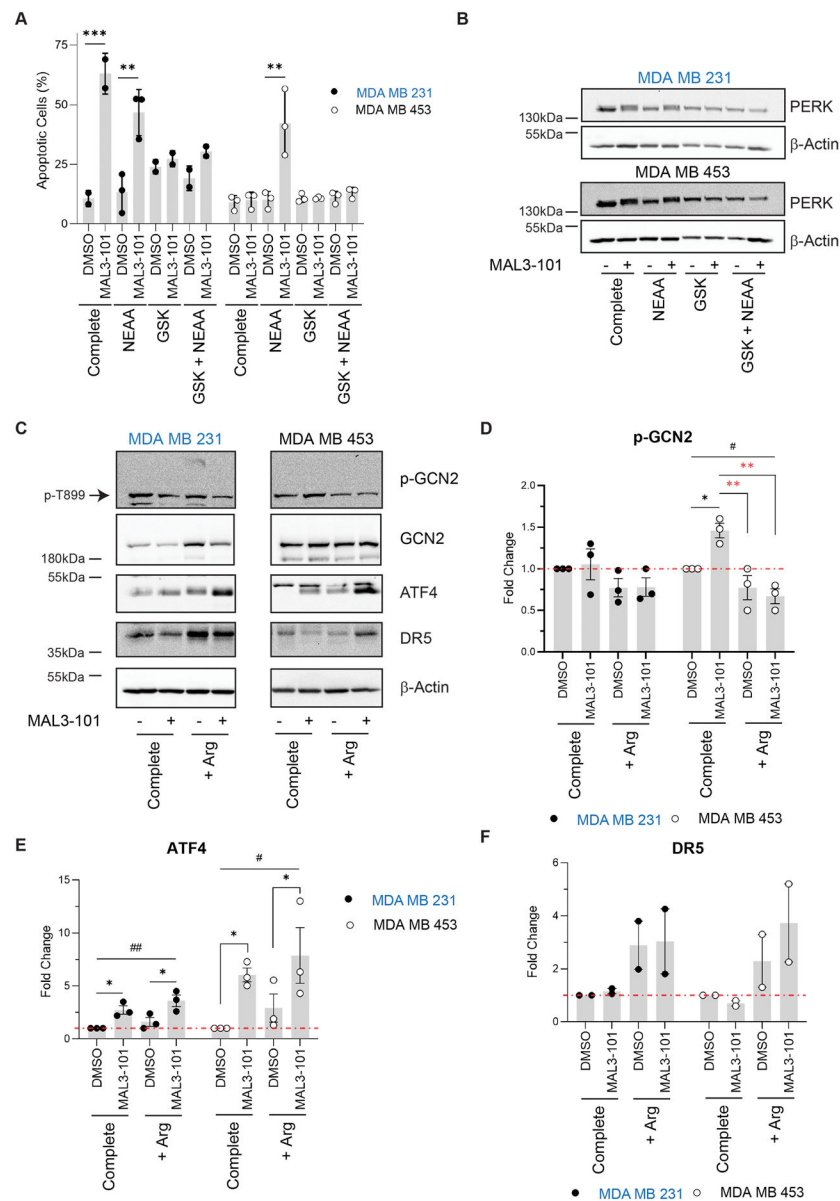 A
Apoptotic Cells (%)
75
50
25
0
***
**
**
MDA MB 231
MDA MB 453
DMSO
MAL3-101
DMSO
MAL3-101
DMSO
MAL3-101
DMSO
MAL3-101
DMSO
MAL3-101
DMSO
MAL3-101
DMSO
MAL3-101
DMSO
MAL3-101
Complete
NEAA
GSK
GSK + NEAA
Complete
NEAA
GSK
GSK + NEAA
B
MDA MB 231
PERK
130kDa
55kDa
β-Actin
MDA MB 453
PERK
130kDa
55kDa
β-Actin
MAL3-101 - + - + - + - +
Complete
NEAA
GSK
GSK + NEAA
C
MDA MB 231 MDA MB 453
p-GCN2
p-T899
GCN2
180kDa
55kDa
ATF4
DR5
35kDa
55kDa
β-Actin
MAL3-101 - + - + - + - +
Complete
+ Arg
Complete
+ Arg
D
p-GCN2
Fold Change
2.0
1.5
1.0
0.5
0.0
#
**
**
*
DMSO
MAL3-101
DMSO
MAL3-101
DMSO
MAL3-101
DMSO
MAL3-101
Complete
+ Arg
Complete
+ Arg
MDA MB 231 MDA MB 453
E
ATF4
Fold Change
15
10
5
0
##
*
*
#
*
*
MDA MB 231
MDA MB 453
DMSO
MAL3-101
DMSO
MAL3-101
DMSO
MAL3-101
DMSO
MAL3-101
Complete
+ Arg
Complete
+ Arg
F
DR5
Fold Change
6
4
2
0
DMSO
MAL3-101
DMSO
MAL3-101
DMSO
MAL3-101
DMSO
MAL3-101
Complete
+ Arg
Complete
+ Arg
MDA MB 231 MDA MB 453